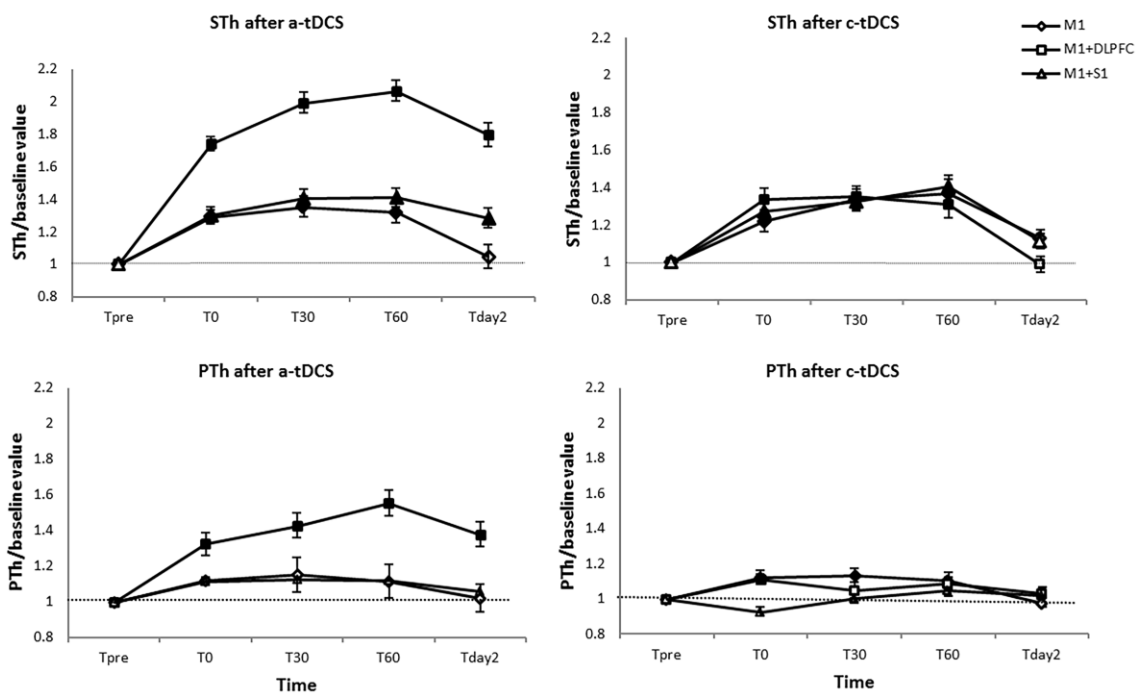 STh after a-tDCS
STh/baseline value
2.2
2
1.8
1.6
1.4
1.2
1
0.8
Tpre T0 T30 T60 Tday2
STh after c-tDCS
M1
M1+DLPFC
M1+S1
STh/baseline value
2.2
2
1.8
1.6
1.4
1.2
1
0.8
Tpre T0 T30 T60 Tday2
PTh after a-tDCS
PTh/baseline value
2.2
2
1.8
1.6
1.4
1.2
1
0.8
Tpre T0 T30 T60 Tday2
Time
PTh after c-tDCS
PTh/baseline value
2.2
2
1.8
1.6
1.4
1.2
1
0.8
Tpre T0 T30 T60 Tday2
Time